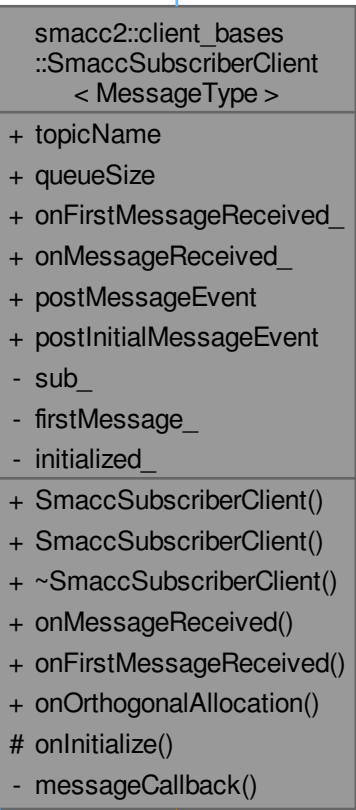 smacc2::client_bases
::SmaccSubscriberClient
< MessageType >
+ topicName
+ queueSize
+ onFirstMessageReceived_
+ onMessageReceived_
+ postMessageEvent
+ postInitialMessageEvent
- sub_
- firstMessage_
- initialized_
+ SmaccSubscriberClient()
+ SmaccSubscriberClient()
+ ~SmaccSubscriberClient()
+ onMessageReceived()
+ onFirstMessageReceived()
+ onOrthogonalAllocation()
# onInitialize()
- messageCallback()